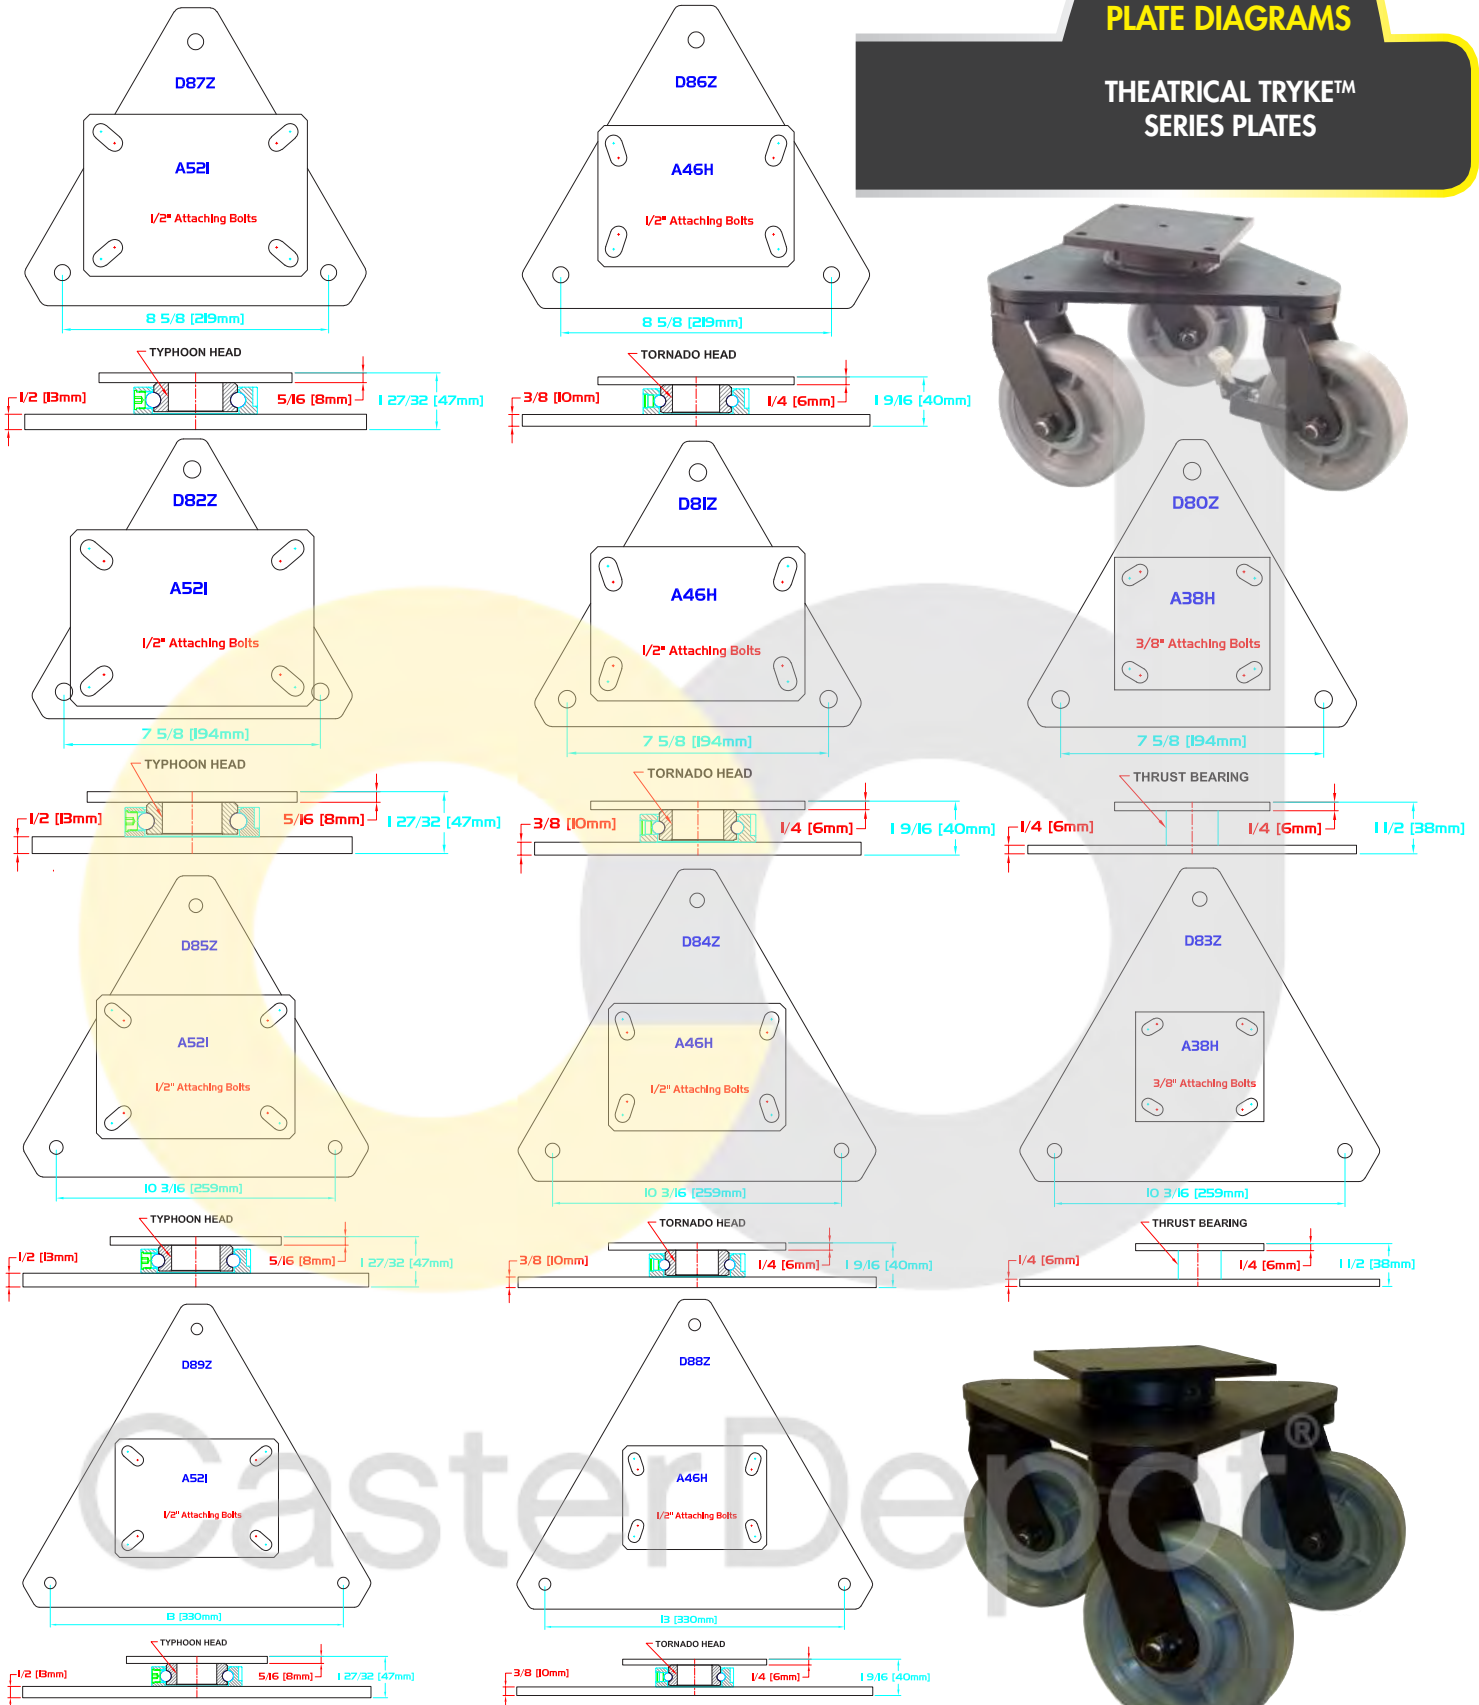 PLATE DIAGRAMS
THEATRICAL TRYKE™
SERIES PLATES
D87Z
A521
1/2" Attaching Bolts
8 5/8 [219mm]
TYPHOON HEAD
1/2 [13mm]
5/16 [8mm]
1 27/32 [47mm]
D86Z
A46H
1/2" Attaching Bolts
8 5/8 [219mm]
TORNADO HEAD
3/8 [10mm]
1/4 [6mm]
1 9/16 [40mm]
D82Z
A521
1/2" Attaching Bolts
7 5/8 [194mm]
TYPHOON HEAD
1/2 [13mm]
5/16 [8mm]
1 27/32 [47mm]
D81Z
A46H
1/2" Attaching Bolts
7 5/8 [194mm]
TORNADO HEAD
3/8 [10mm]
1/4 [6mm]
1 9/16 [40mm]
D80Z
A38H
3/8" Attaching Bolts
7 5/8 [194mm]
THRUST BEARING
1/4 [6mm]
1/4 [6mm]
1 1/2 [38mm]
D85Z
A521
1/2" Attaching Bolts
10 3/16 [259mm]
TYPHOON HEAD
1/2 [13mm]
5/16 [8mm]
1 27/32 [47mm]
D84Z
A46H
1/2" Attaching Bolts
10 3/16 [259mm]
TORNADO HEAD
3/8 [10mm]
1/4 [6mm]
1 9/16 [40mm]
D83Z
A38H
3/8" Attaching Bolts
10 3/16 [259mm]
THRUST BEARING
1/4 [6mm]
1/4 [6mm]
1 1/2 [38mm]
D89Z
A521
1/2" Attaching Bolts
13 [330mm]
TYPHOON HEAD
1/2 [13mm]
5/16 [8mm]
1 27/32 [47mm]
D88Z
A46H
1/2" Attaching Bolts
13 [330mm]
TORNADO HEAD
3/8 [10mm]
1/4 [6mm]
1 9/16 [40mm]
CasterDepot®